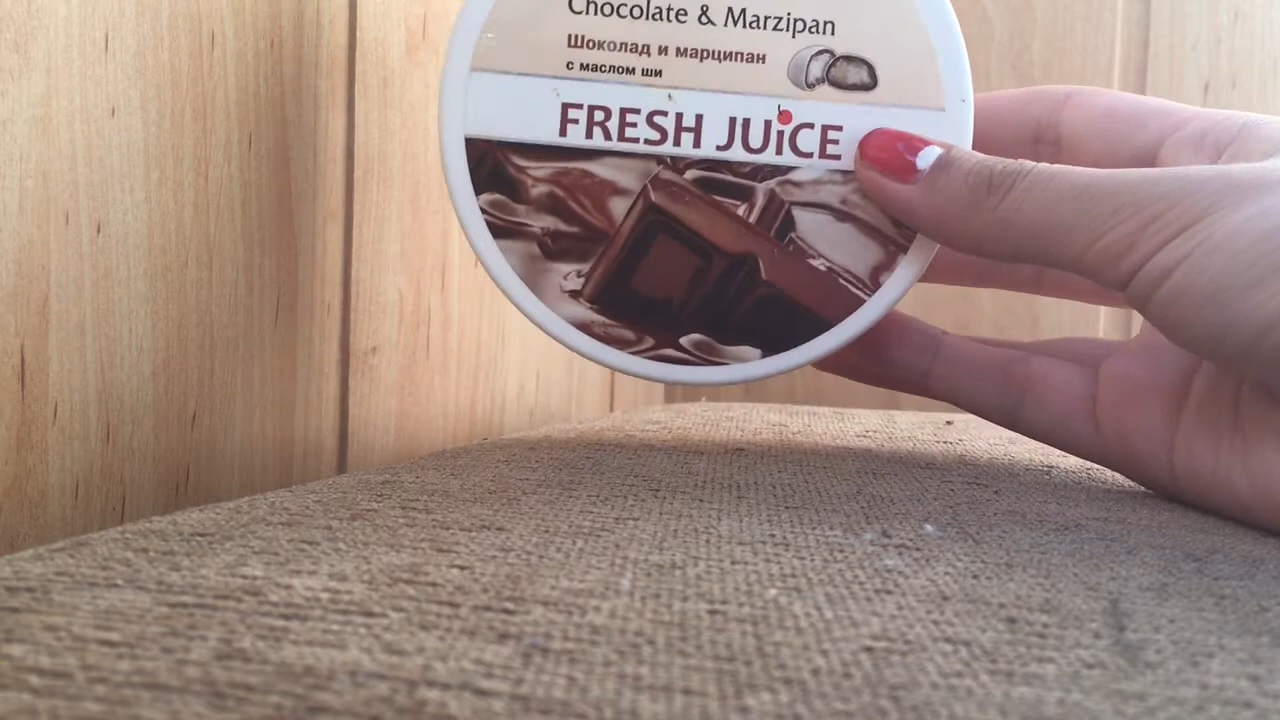 Chocolate & Marzipan
Шоколад и марципан
с маслом ши
FRESH JUiCE